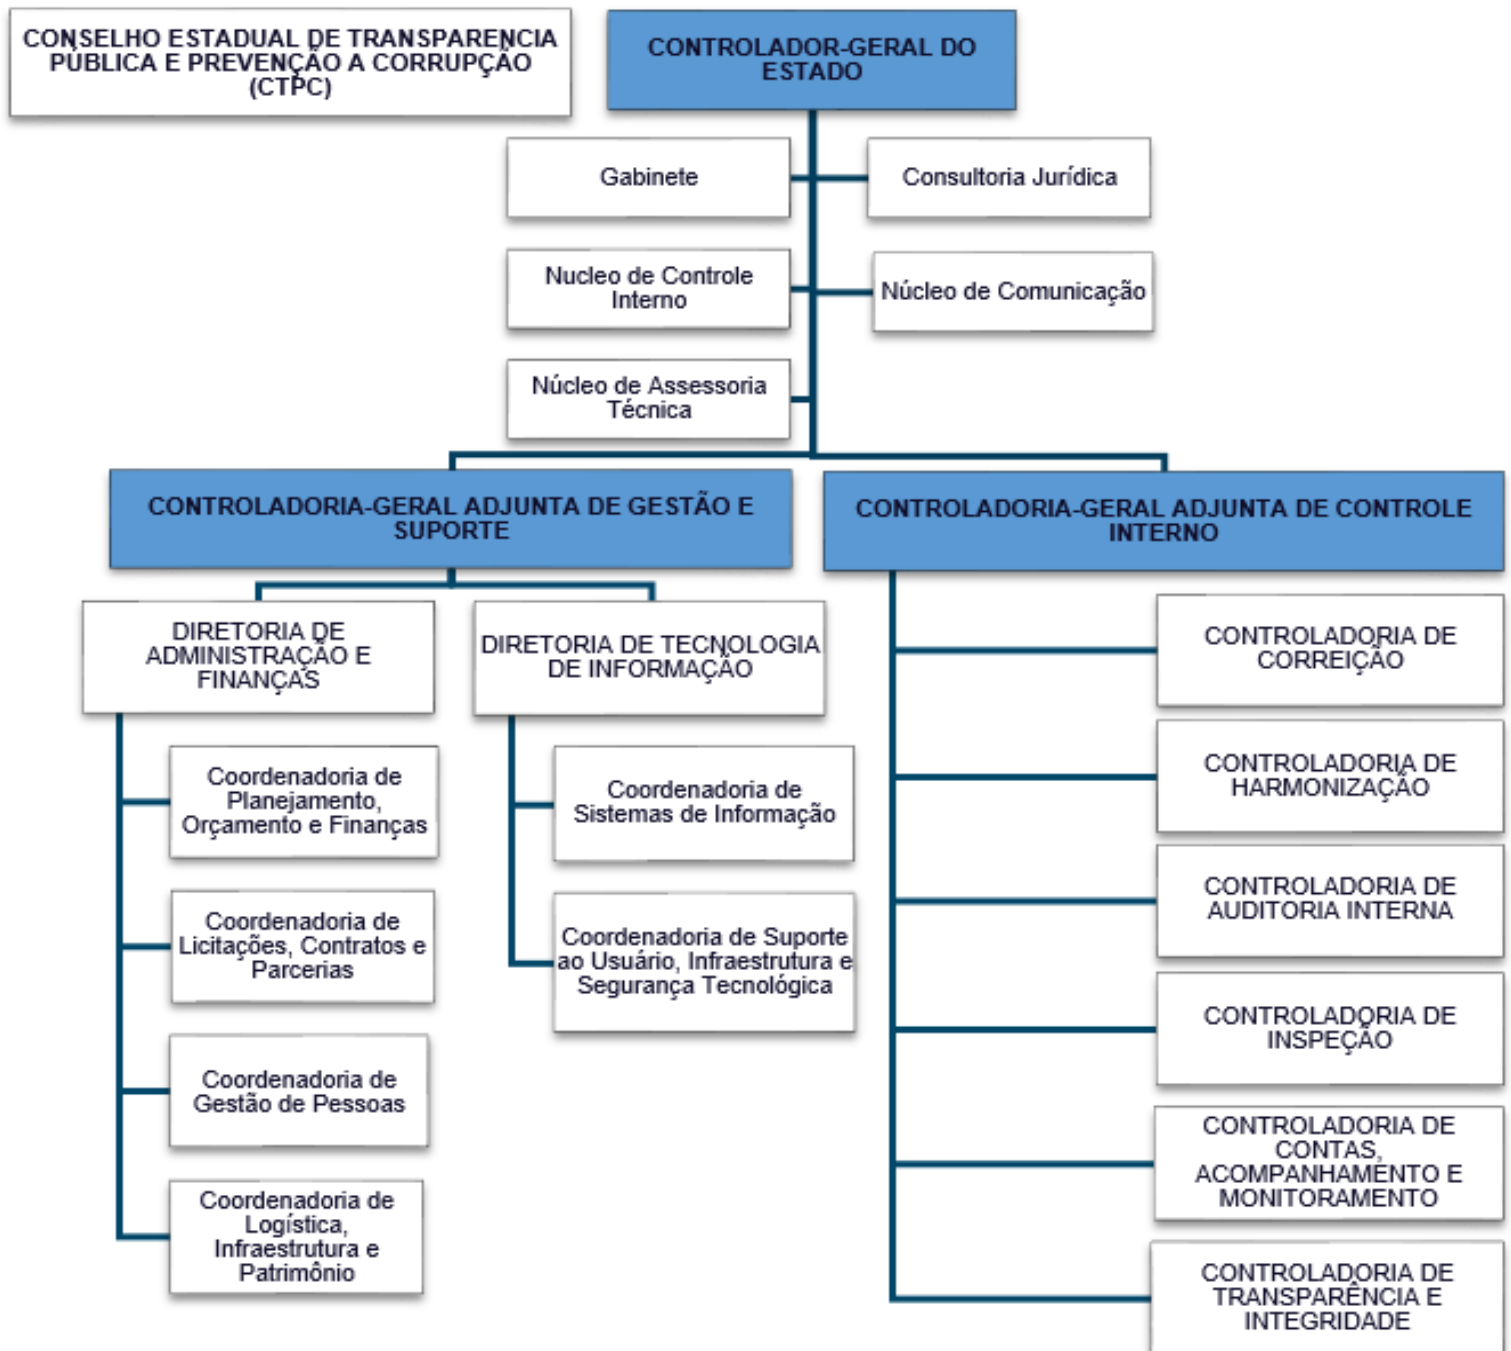 CONSELHO ESTADUAL DE TRANSPARENCIA
PÚBLICA E PREVENÇÃO A CORRUPÇÃO
(CTPC)
CONTROLADOR-GERAL DO
ESTADO
Gabinete
Consultoria Jurídica
Nucleo de Controle
Interno
Núcleo de Comunicação
Núcleo de Assessoria
Técnica
CONTROLADORIA-GERAL ADJUNTA DE GESTÃO E
SUPORTE
CONTROLADORIA-GERAL ADJUNTA DE CONTROLE
INTERNO
DIRETORIA DE
ADMINISTRAÇÃO E
FINANÇAS
DIRETORIA DE TECNOLOGIA
DE INFORMAÇÃO
Coordenadoria de
Planejamento,
Orçamento e Finanças
Coordenadoria de
Licitações, Contratos e
Parcerias
Coordenadoria de
Gestão de Pessoas
Coordenadoria de
Logística,
Infraestrutura e
Patrimônio
Coordenadoria de
Sistemas de Informação
Coordenadoria de Suporte
ao Usuário, Infraestrutura e
Segurança Tecnológica
CONTROLADORIA DE
CORREIÇÃO
CONTROLADORIA DE
HARMONIZAÇÃO
CONTROLADORIA DE
AUDITORIA INTERNA
CONTROLADORIA DE
INSPEÇÃO
CONTROLADORIA DE
CONTAS,
ACOMPANHAMENTO E
MONITORAMENTO
CONTROLADORIA DE
TRANSPARÊNCIA E
INTEGRIDADE